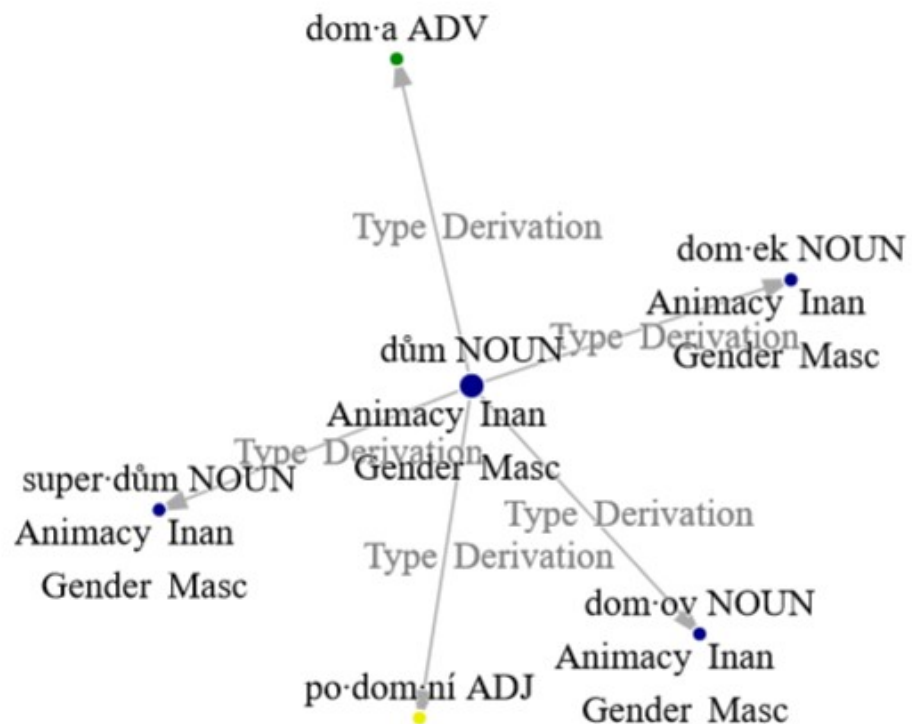 dom·a ADV
Type Derivation
dom·ek NOUN
Animacy Inan
Type Derivation
Gender Masc
dům NOUN
Animacy Inan
Gender Masc
Type Derivation
super·dům NOUN
Animacy Inan
Gender Masc
Type Derivation
Type Derivation
dom·ov NOUN
Animacy Inan
Gender Masc
po·dom·ní ADJ